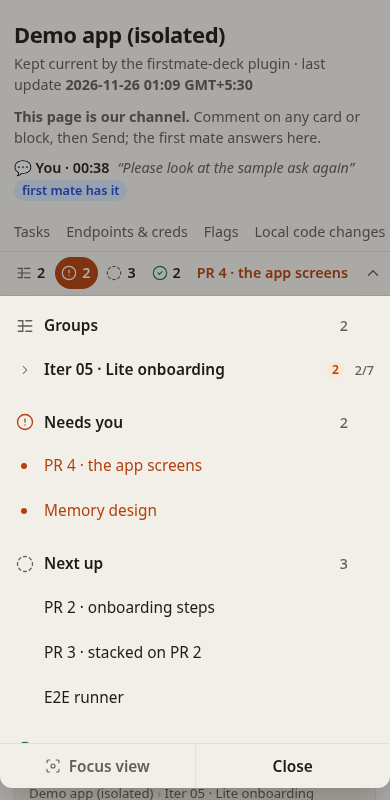 Demo app (isolated)
Kept current by the firstmate-deck plugin · last
update 2026-11-26 01:09 GMT+5:30
This page is our channel. Comment on any card or
block, then Send; the first mate answers here.
💬 You · 00:38 “Please look at the sample ask again”
first mate has it
Tasks Endpoints & creds Flags Local code changes
2 2 3 2 PR 4 · the app screens
Groups 2
Iter 05 · Lite onboarding 2 2/7
Needs you 2
PR 4 · the app screens
Memory design
Next up 3
PR 2 · onboarding steps
PR 3 · stacked on PR 2
E2E runner
Focus view Close
Demo app (isolated) › Iter 05 · Lite onboarding